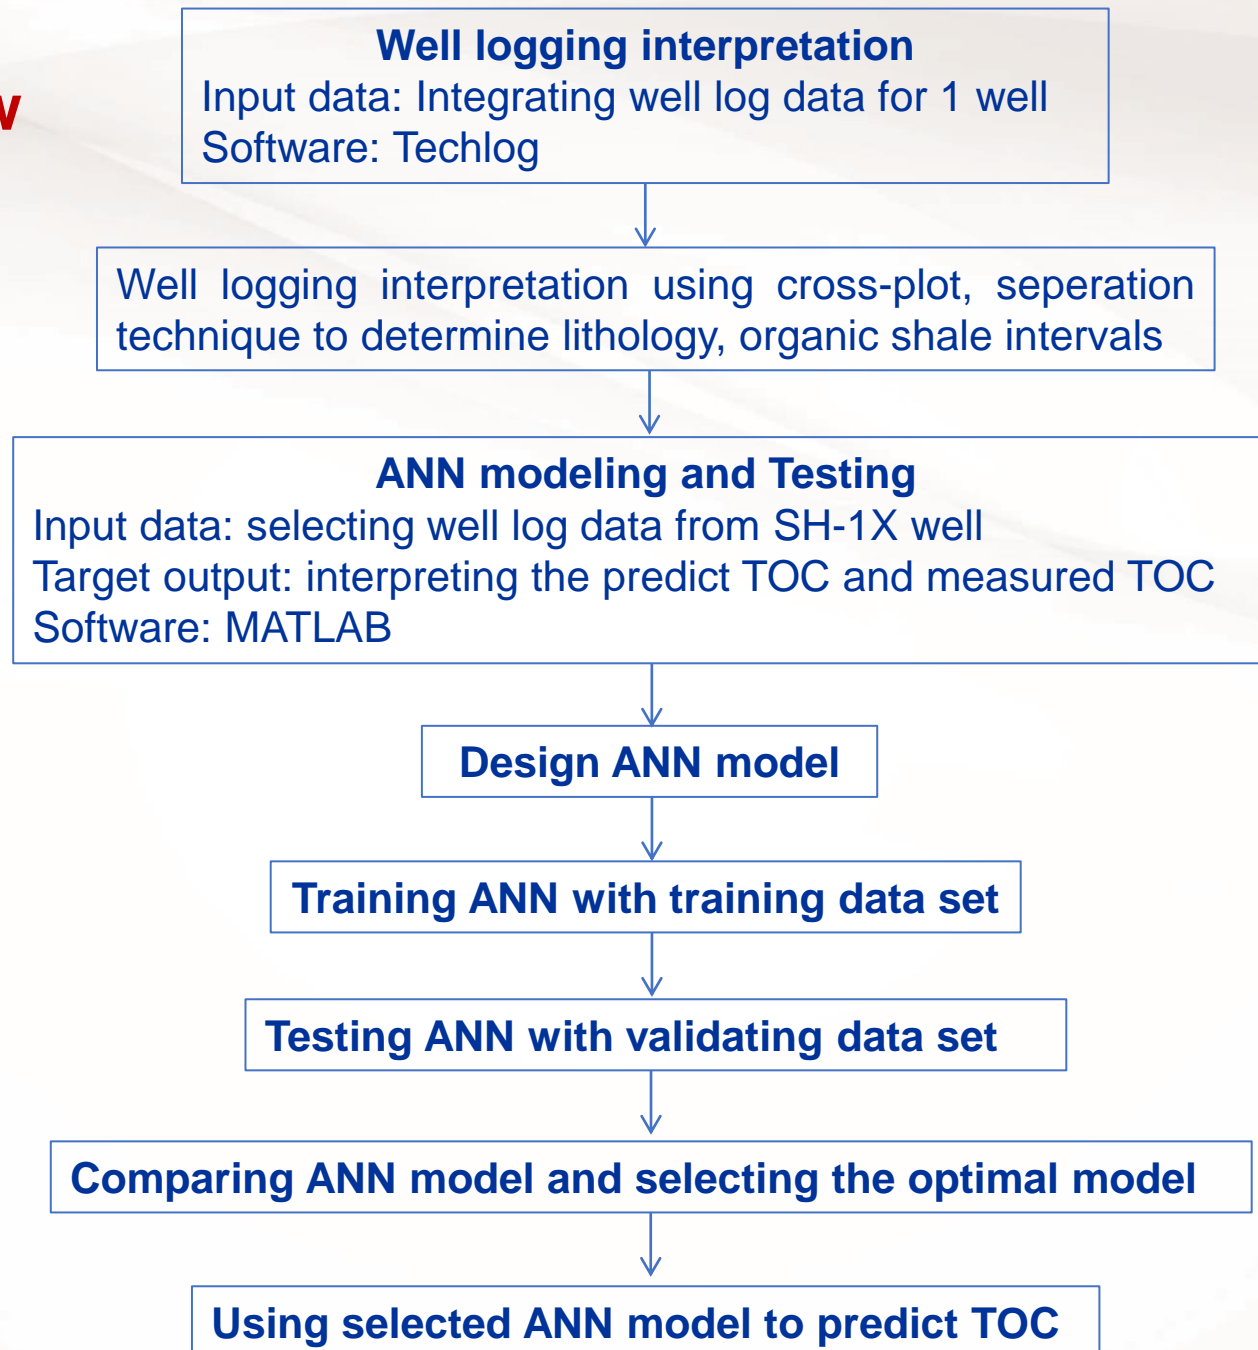 Well logging interpretation
w
Input data: Integrating well log data for 1 well
Software: Techlog
Well logging interpretation using cross-plot, seperation
technique to determine lithology, organic shale intervals
ANN modeling and Testing
Input data: selecting well log data from SH-1X well
Target output: interpreting the predict TOC and measured TOC
Software: MATLAB
Design ANN model
Training ANN with training data set
Testing ANN with validating data set
Comparing ANN model and selecting the optimal model
Using selected ANN model to predict TOC